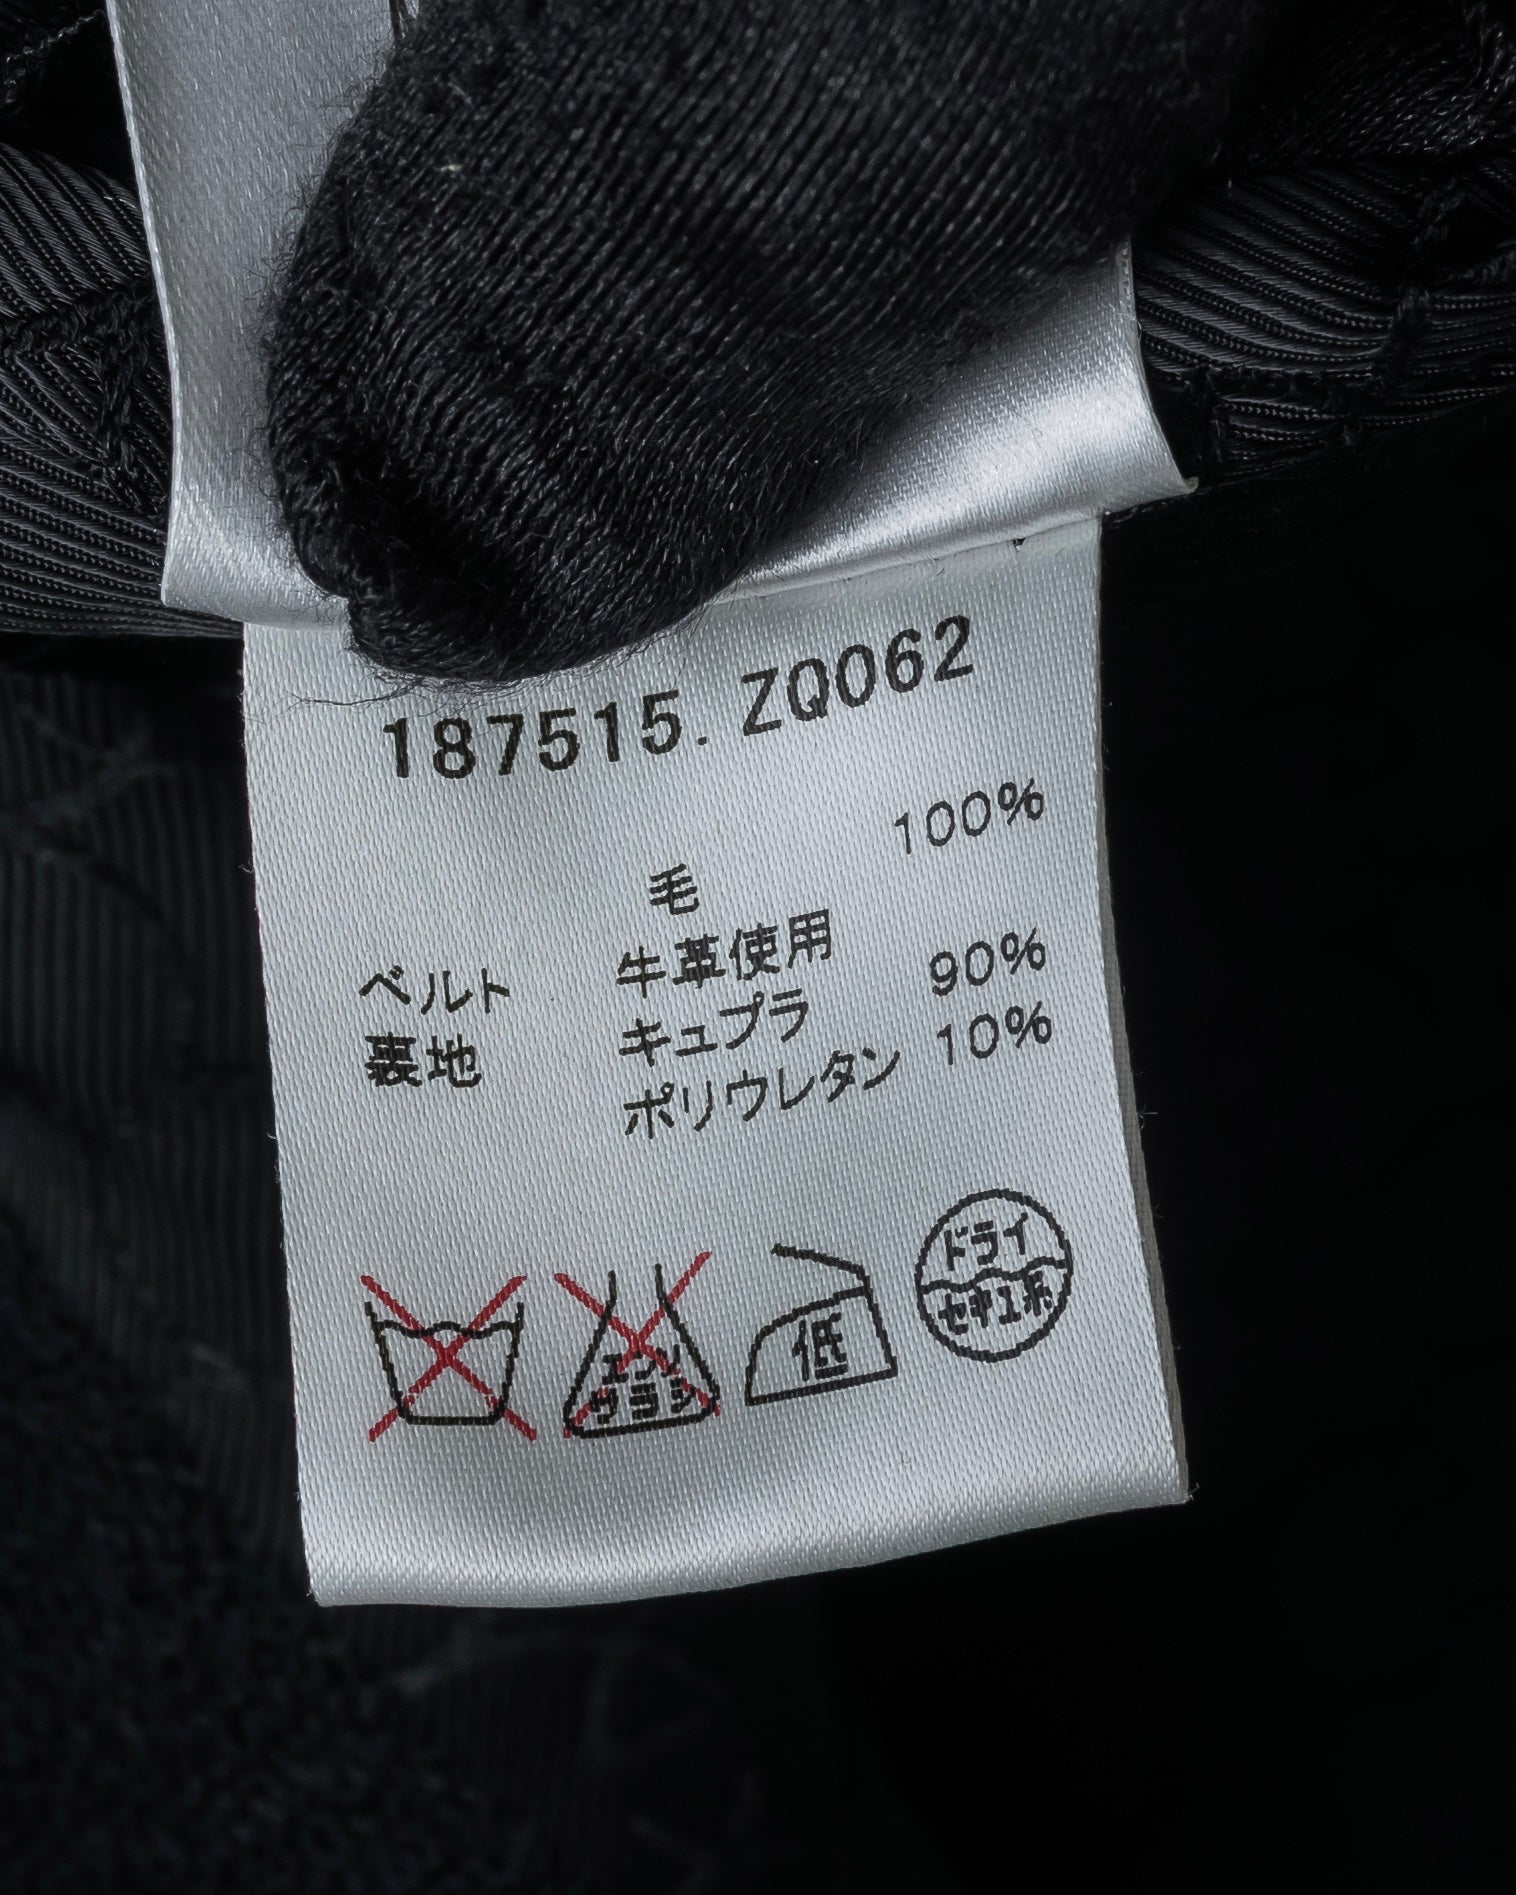 187515. ZQ062
毛 100%
ベルト 牛革使用
裏地 キュプラ 90%
ポリウレタン 10%
エンソ
サラシ
低
ドライ
セキユ系